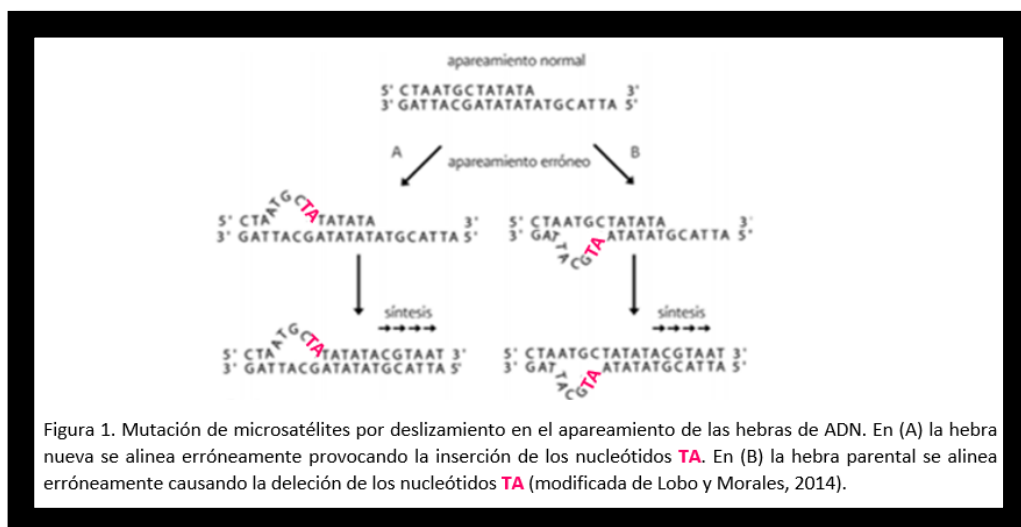 apareamiento normal
5' CTAATGCTATATA 3'
3' GATTACGATATATATGCATTA 5'
A apareamiento erróneo B
5' CTAATGCTATATATA 3'
3' GATTACGATATATATGCATTA 5'
5' CTAATGCTATATA 3'
3' GATTACGTAATATATGCATTA 5'
síntesis
5' CTAATGCTATATATACGTAAT 3'
3' GATTACGATATATGCATTA 5'
síntesis
5' CTAATGCTATATACGTAAT 3'
3' GATTACGTAATATATGCATTA 5'
Figura 1. Mutación de microsatélites por deslizamiento en el apareamiento de las hebras de ADN. En (A) la hebra
nueva se alinea erróneamente provocando la inserción de los nucleótidos TA. En (B) la hebra parental se alinea
erróneamente causando la deleción de los nucleótidos TA (modificada de Lobo y Morales, 2014).